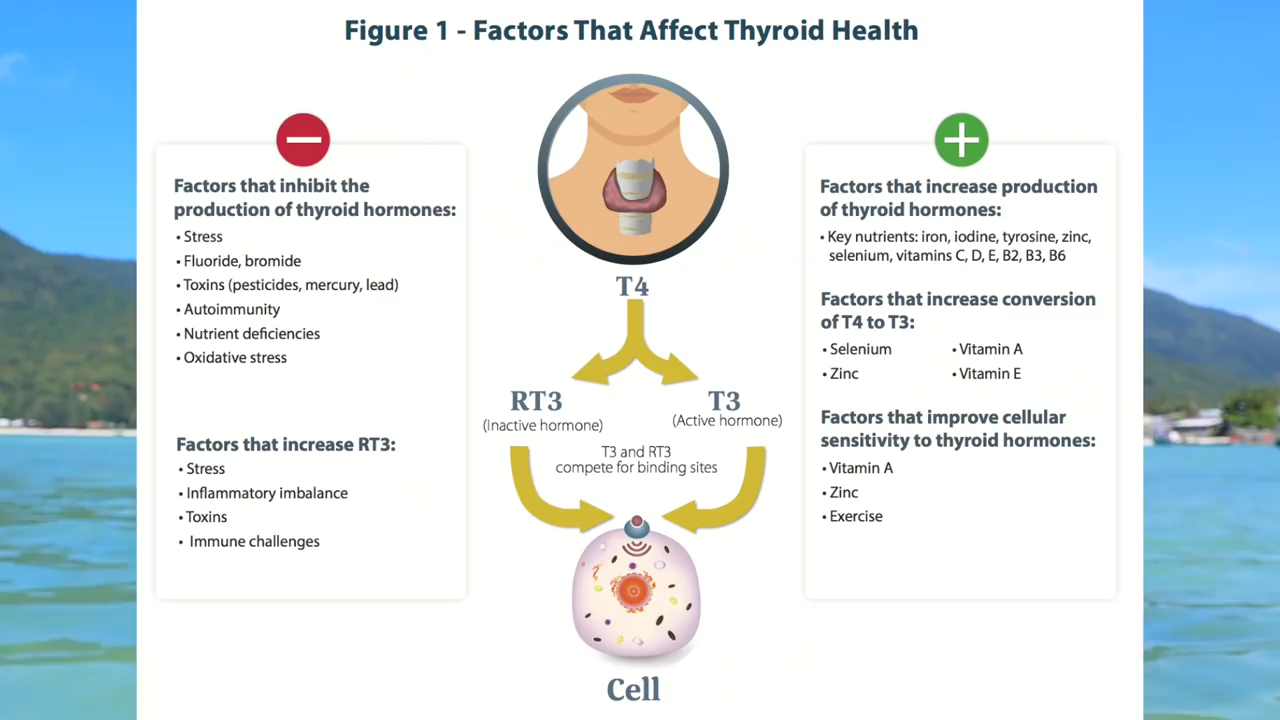 Figure 1 - Factors That Affect Thyroid Health
Factors that inhibit the
production of thyroid hormones:
• Stress
• Fluoride, bromide
• Toxins (pesticides, mercury, lead)
• Autoimmunity
• Nutrient deficiencies
• Oxidative stress
Factors that increase RT3:
• Stress
• Inflammatory imbalance
• Toxins
• Immune challenges
T4
RT3
(Inactive hormone)
T3
(Active hormone)
T3 and RT3
compete for binding sites
Cell
Factors that increase production
of thyroid hormones:
• Key nutrients: iron, iodine, tyrosine, zinc,
selenium, vitamins C, D, E, B2, B3, B6
Factors that increase conversion
of T4 to T3:
• Selenium
• Zinc
• Vitamin A
• Vitamin E
Factors that improve cellular
sensitivity to thyroid hormones:
• Vitamin A
• Zinc
• Exercise